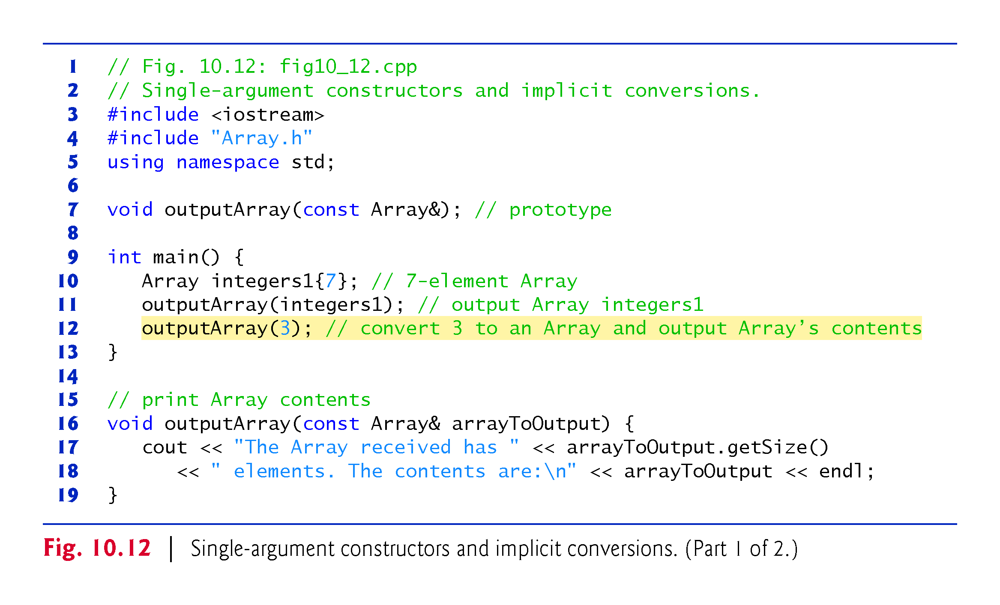 1 // Fig. 10.12: fig10_12.cpp
2 // Single-argument constructors and implicit conversions.
3 #include <iostream>
4 #include "Array.h"
5 using namespace std;
6
7 void outputArray(const Array&); // prototype
8
9 int main() {
10    Array integers1{7}; // 7-element Array
11    outputArray(integers1); // output Array integers1
12    outputArray(3); // convert 3 to an Array and output Array’s contents
13 }
14
15 // print Array contents
16 void outputArray(const Array& arrayToOutput) {
17    cout << "The Array received has " << arrayToOutput.getSize()
18       << " elements. The contents are:\n" << arrayToOutput << endl;
19 }
Fig. 10.12 | Single-argument constructors and implicit conversions. (Part 1 of 2.)